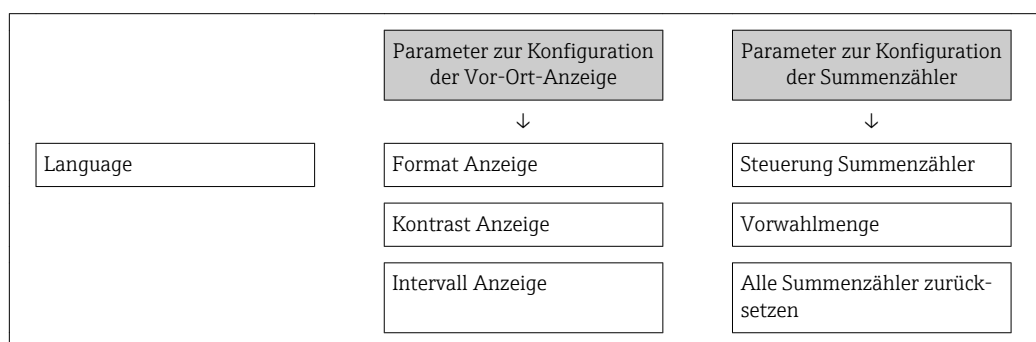 Parameter zur Konfiguration
der Vor-Ort-Anzeige
Parameter zur Konfiguration
der Summenzähler
↓
↓
Language
Format Anzeige
Steuerung Summenzähler
Kontrast Anzeige
Vorwahlmenge
Intervall Anzeige
Alle Summenzähler zurück-
setzen